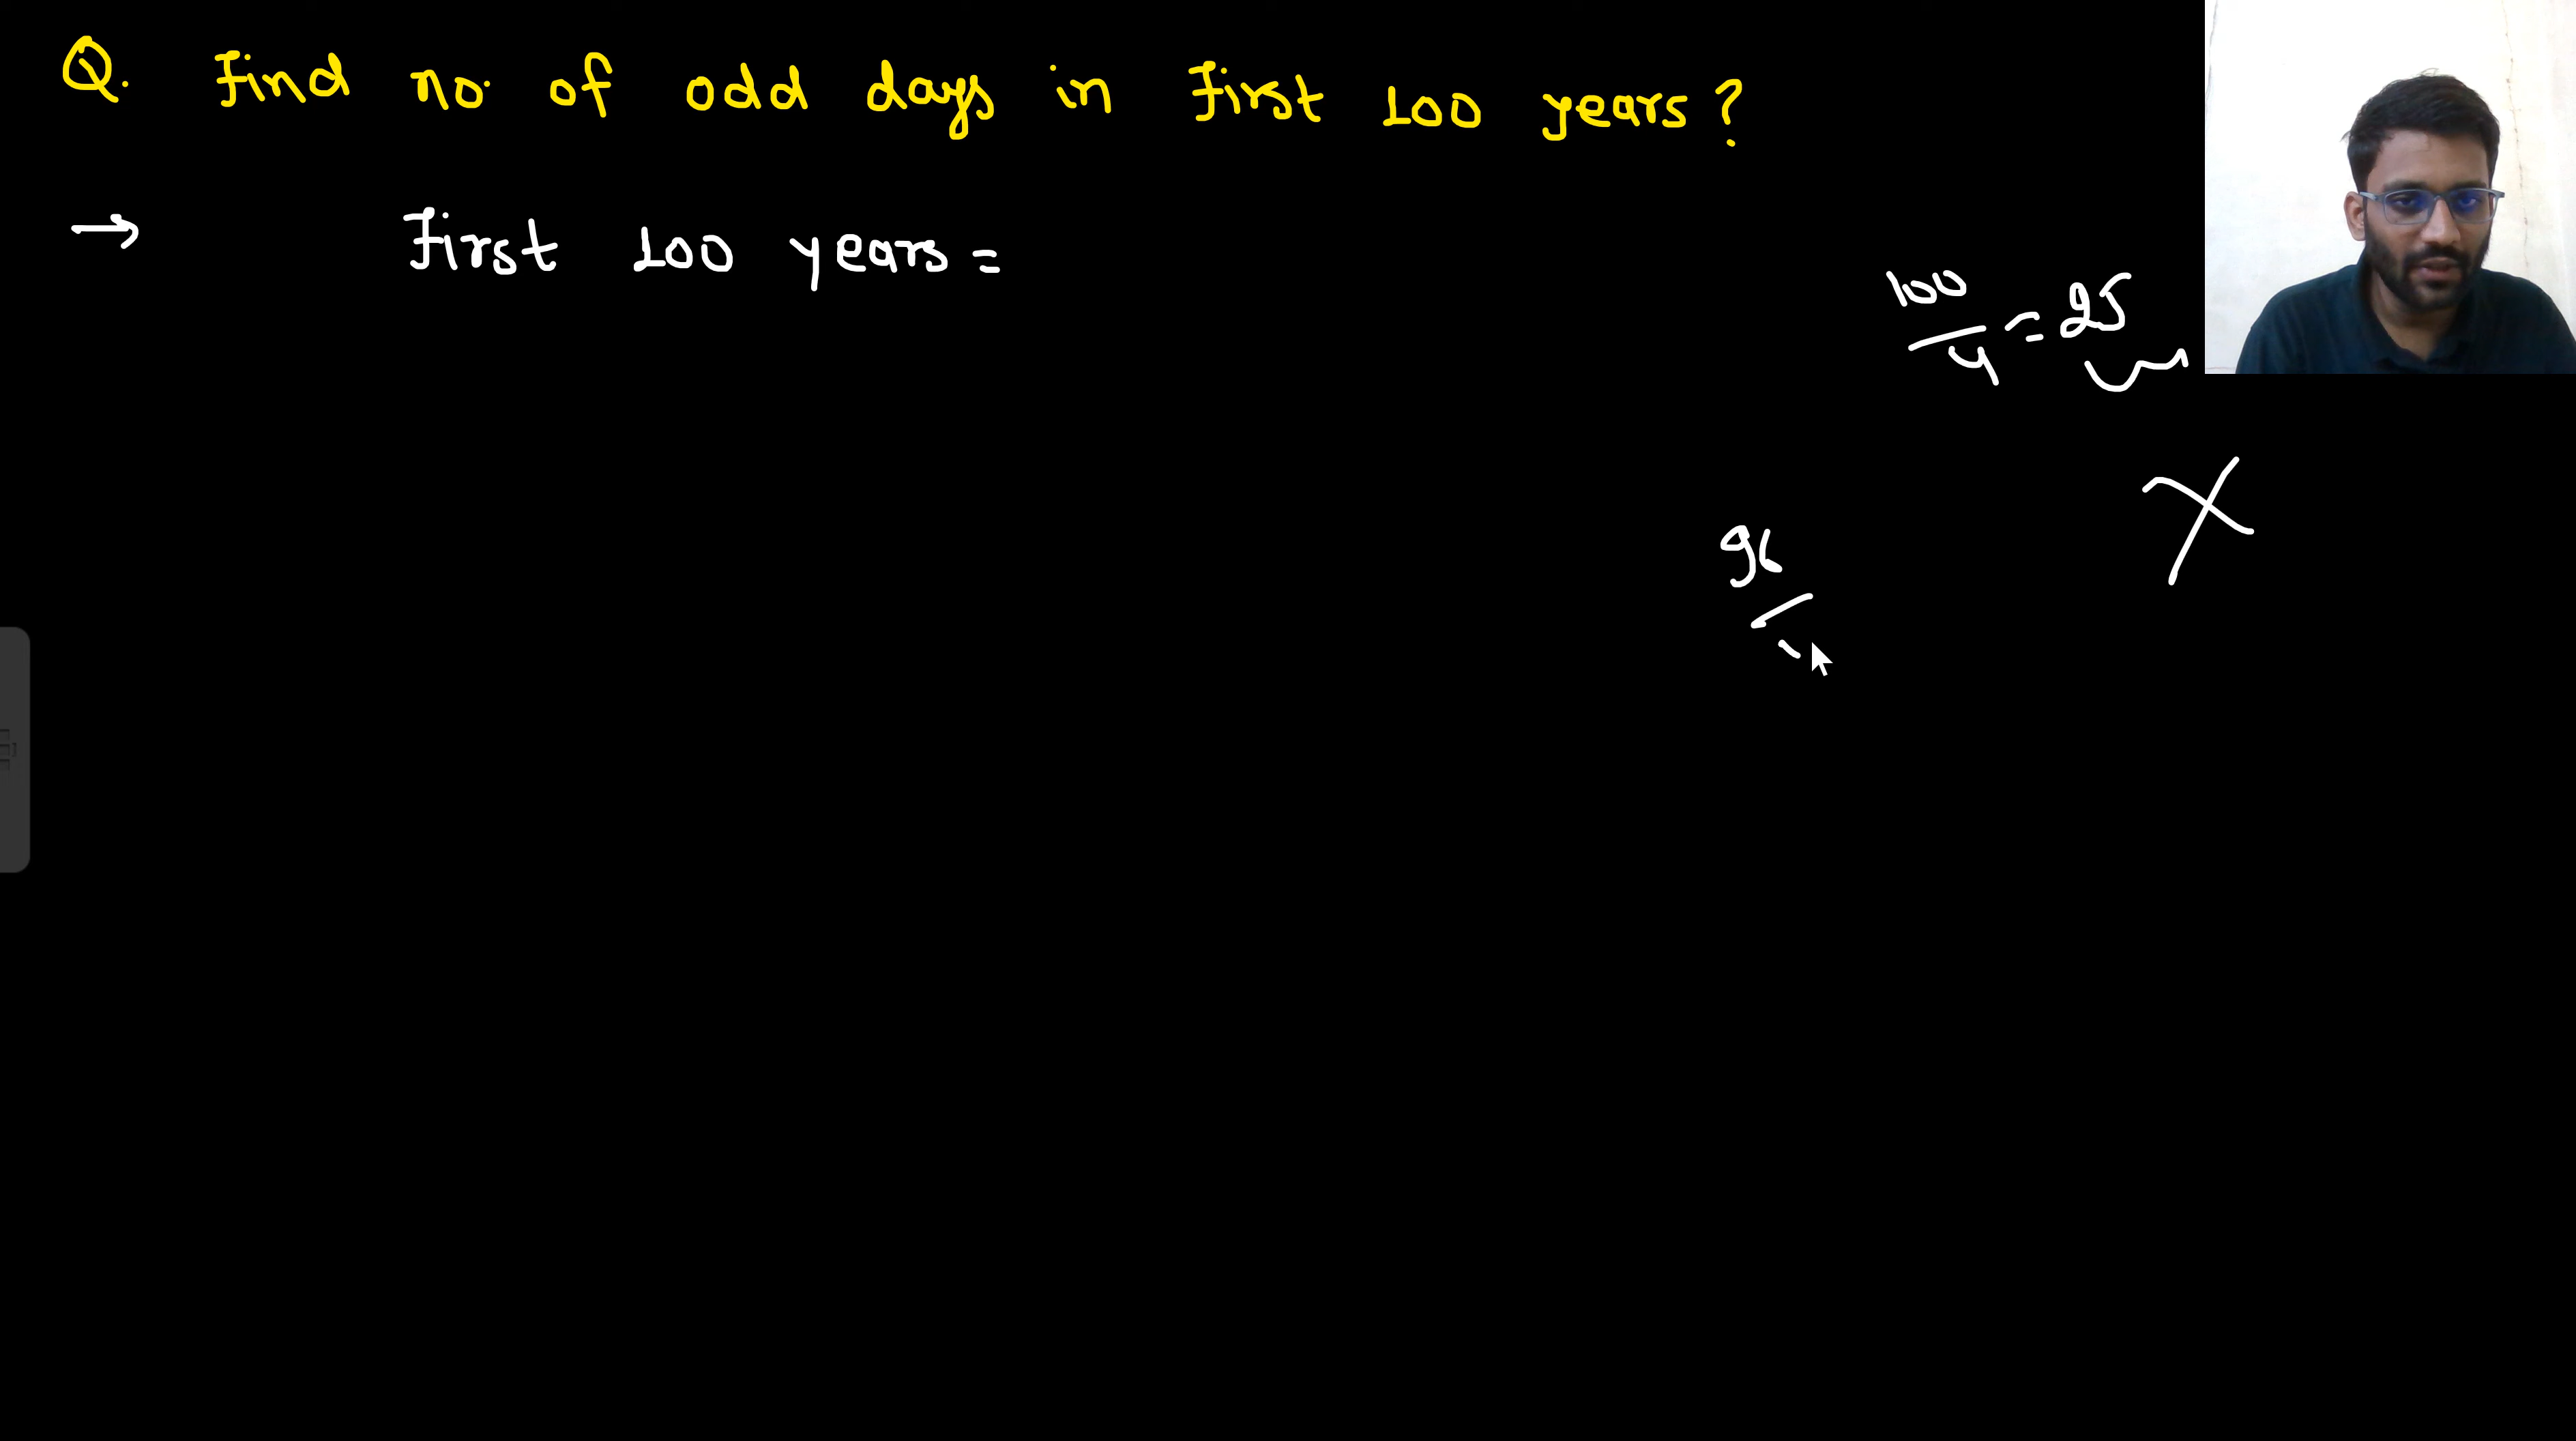 Q. Find no. of odd days in First 100 years?
→ First 100 years =
100/4 = 25
96/